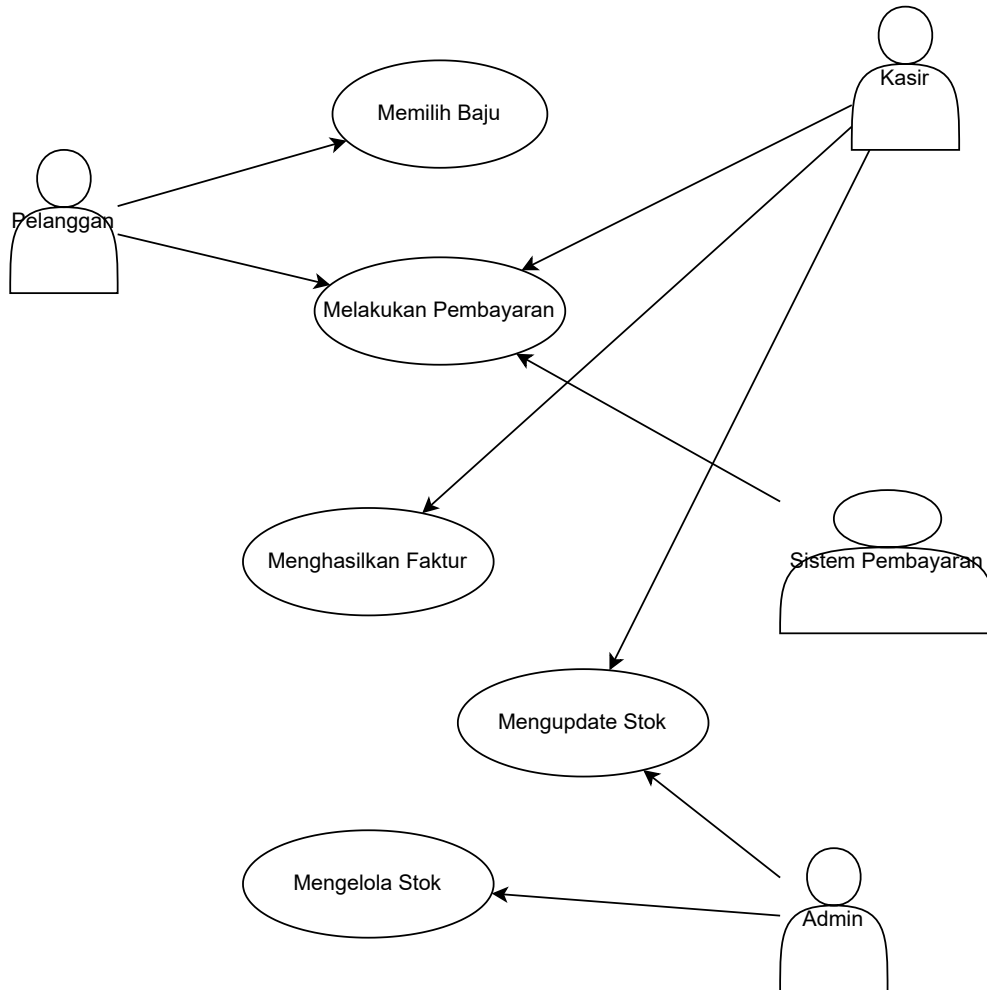 Kasir
Memilih Baju
Pelanggan
Melakukan Pembayaran
Menghasilkan Faktur
Sistem Pembayaran
Mengupdate Stok
Mengelola Stok
Admin